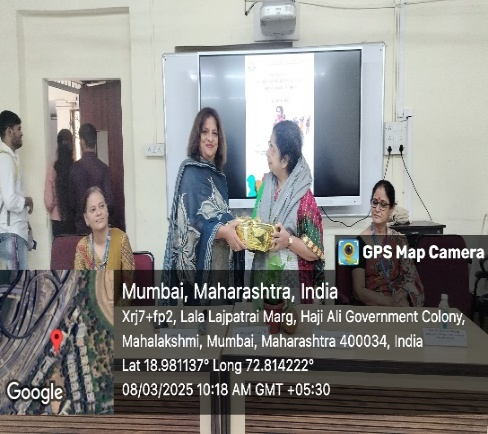 GPS Map Camera
Mumbai, Maharashtra, India
Xrj7+fp2, Lala Lajpatrai Marg, Haji Ali Government Colony,
Mahalakshmi, Mumbai, Maharashtra 400034, India
Lat 18.981137° Long 72.814222°
08/03/2025 10:18 AM GMT +05:30
Google